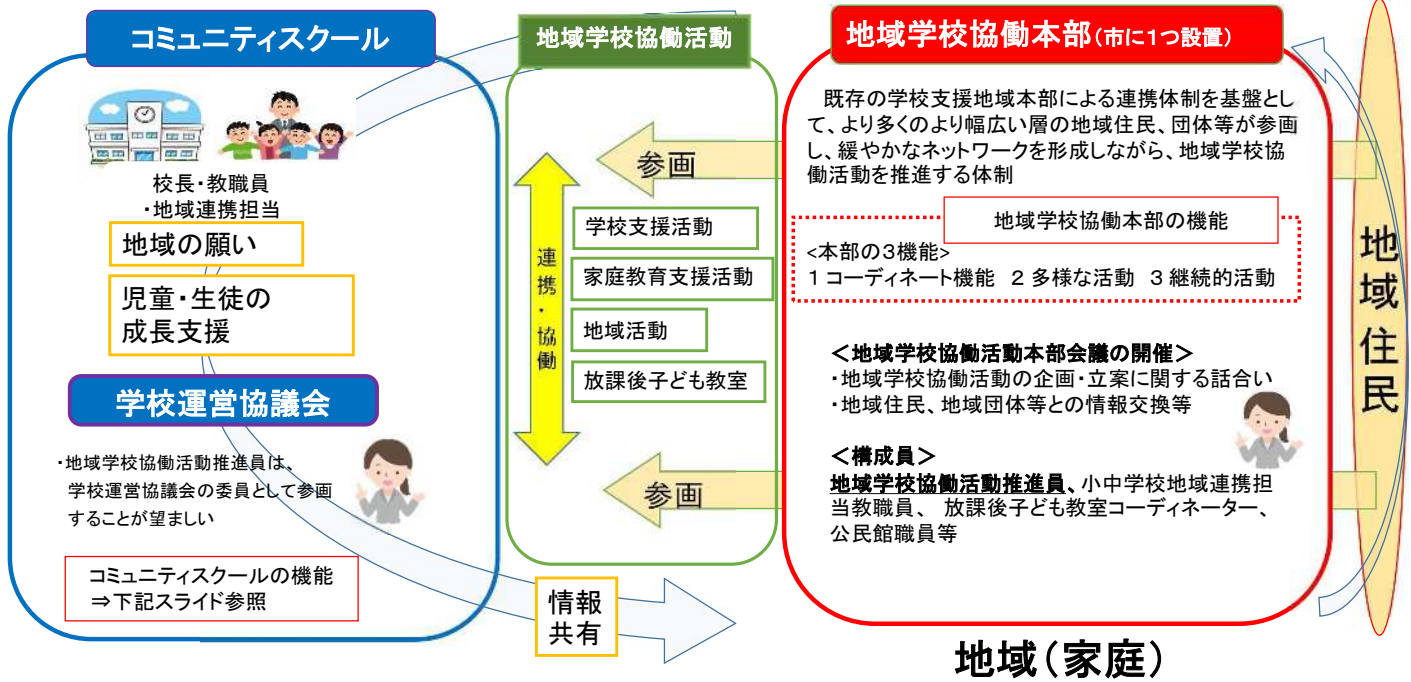 コミュニティスクール
校長・教職員
・地域連携担当
地域の願い
児童・生徒の
成長支援
学校運営協議会
・地域学校協働活動推進員は、
学校運営協議会の委員として参画
することが望ましい
コミュニティスクールの機能
⇒下記スライド参照
地域学校協働活動
参画
連携・協働
学校支援活動
家庭教育支援活動
地域活動
放課後子ども教室
参画
情報
共有
地域学校協働本部(市に1つ設置)
既存の学校支援地域本部による連携体制を基盤とし
て、より多くのより幅広い層の地域住民、団体等が参画
し、緩やかなネットワークを形成しながら、地域学校協
働活動を推進する体制
地域学校協働本部の機能
<本部の3機能>
1 コーディネート機能 2 多様な活動 3 継続的活動
<地域学校協働活動本部会議の開催>
・地域学校協働活動の企画・立案に関する話合い
・地域住民、地域団体等との情報交換等
<構成員>
地域学校協働活動推進員、小中学校地域連携担
当教職員、 放課後子ども教室コーディネーター、
公民館職員等
地域住民
地域(家庭)